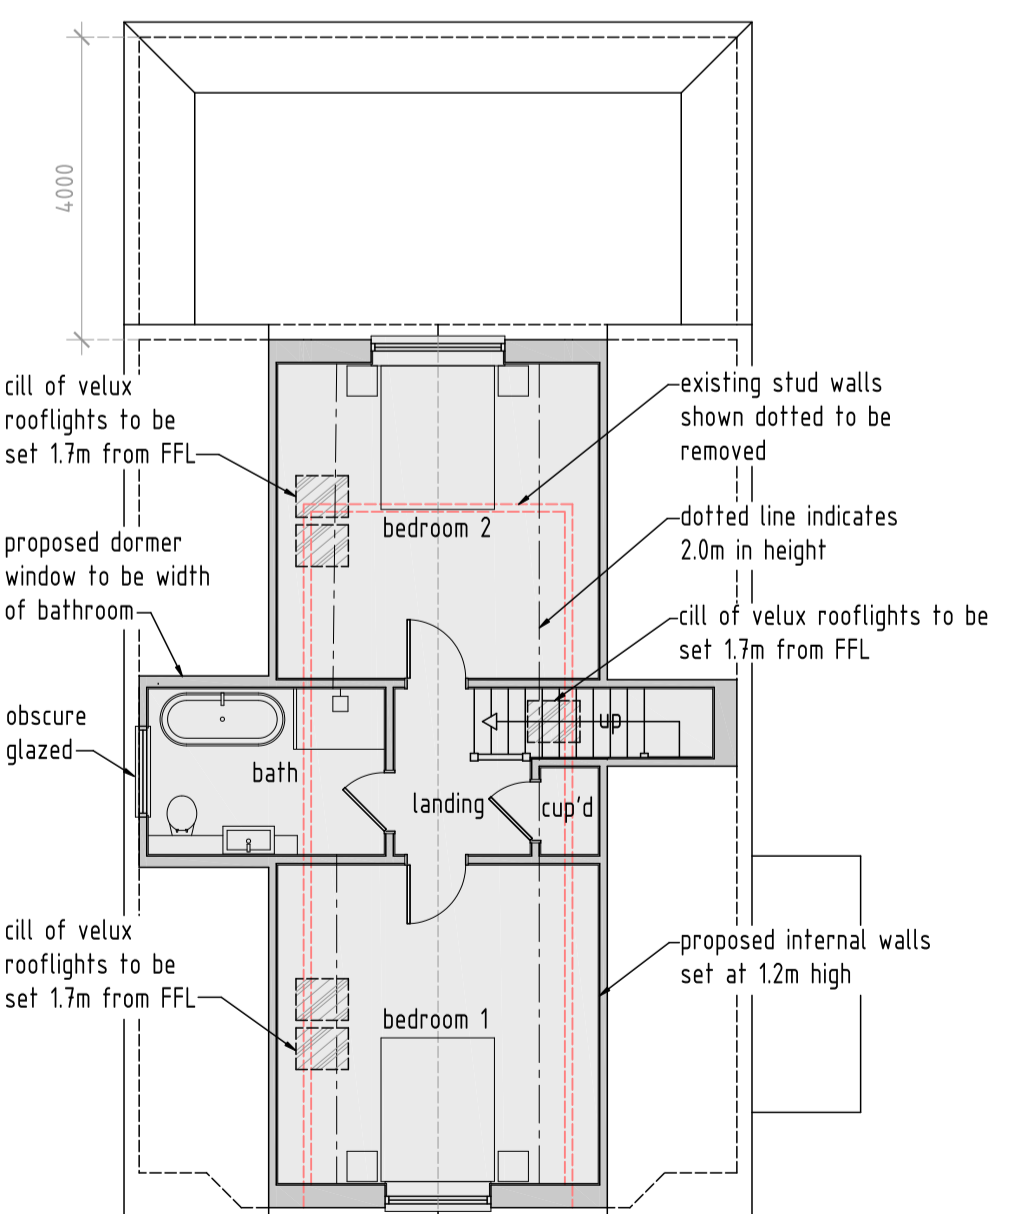 4000
cill of velux
rooflights to be
set 1.7m from FFL
existing stud walls
shown dotted to be
removed
bedroom 2
dotted line indicates
2.0m in height
proposed dormer
window to be width
of bathroom
cill of velux rooflights to be
set 1.7m from FFL
obscure
glazed
up
bath
landing
cup'd
cill of velux
rooflights to be
set 1.7m from FFL
proposed internal walls
set at 1.2m high
bedroom 1